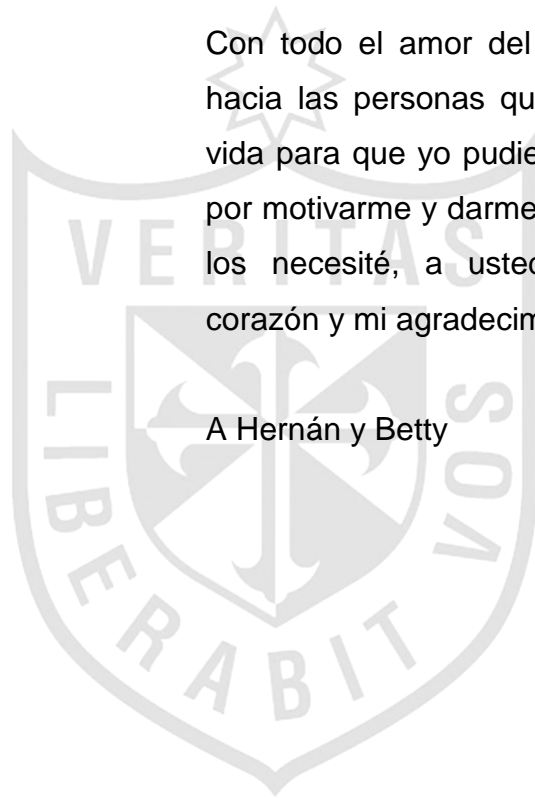 Con todo el amor del
hacia las personas qu
vida para que yo pudie
por motivarme y darme
los necesité, a uste
corazón y mi agradecim
A Hernán y Betty
VERITAS
LIBERABIT
VOS